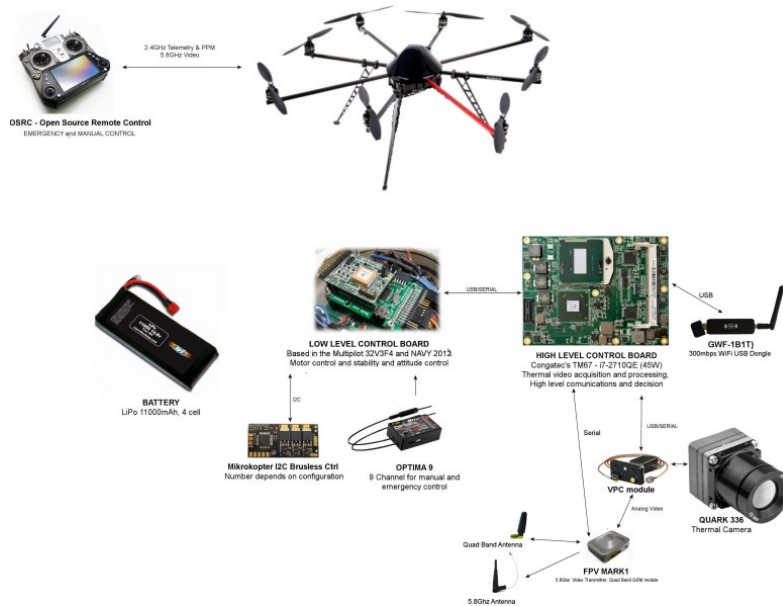 2.4GHz Telemetry & PPM
5.8GHz Video
OSRC - Open Source Remote Control
EMERGENCY and MANUAL CONTROL
USB/SERIAL
USB
GWF-1B1T)
300mbps WiFi USB Dongle
LOW LEVEL CONTROL BOARD
Based in the Multipilot 32V3F4 and NAVY 2013
Motor control and stability and attitude control
HIGH LEVEL CONTROL BOARD
Congatec's TM67 - i7-2710QE (45W)
Thermal video acquisition and processing,
High level comunications and decision
BATTERY
LiPo 11000mAh, 4 cell
I2C
Serial
USB/SERIAL
Mikrokopter I2C Brusless Ctrl
Number depends on configuration
OPTIMA 9
9 Channel for manual and
emergency control
VPC module
QUARK 336
Thermal Camera
Analog Video
Quad Band Antenna
FPV MARK1
5.8Ghz Video Transmitter, Quad Band GSM module
5.8Ghz Antenna